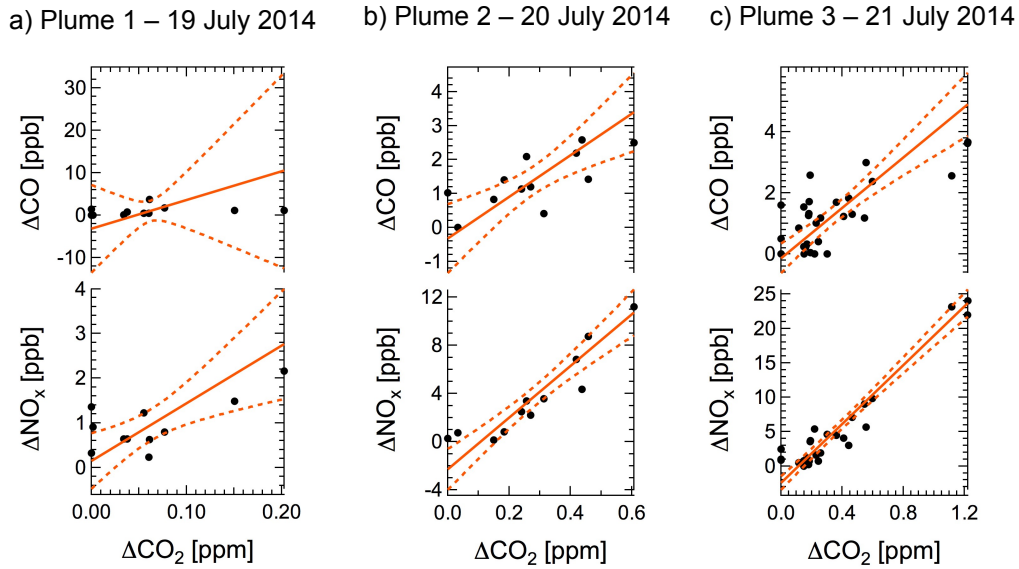 a) Plume 1 – 19 July 2014
b) Plume 2 – 20 July 2014
c) Plume 3 – 21 July 2014
ΔCO [ppb]
30
20
10
0
-10
ΔCO [ppb]
4
3
2
1
0
-1
ΔCO [ppb]
4
2
0
ΔNOx [ppb]
4
3
2
1
0
ΔNOx [ppb]
12
8
4
0
-4
ΔNOx [ppb]
25
20
15
10
5
0
0.00 0.10 0.20
0.0 0.2 0.4 0.6
0.0 0.4 0.8 1.2
ΔCO2 [ppm]
ΔCO2 [ppm]
ΔCO2 [ppm]